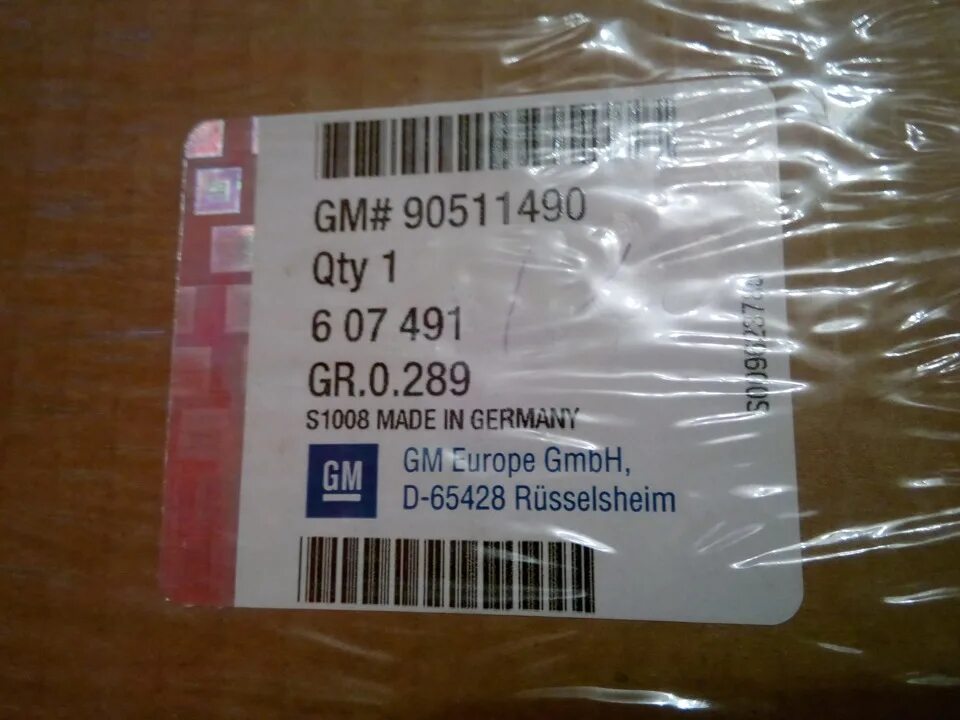 GM# 90511490
Qty 1
6 07 491
GR.0.289
S1008 MADE IN GERMANY
GM
GM Europe GmbH,
D-65428 Rüsselsheim